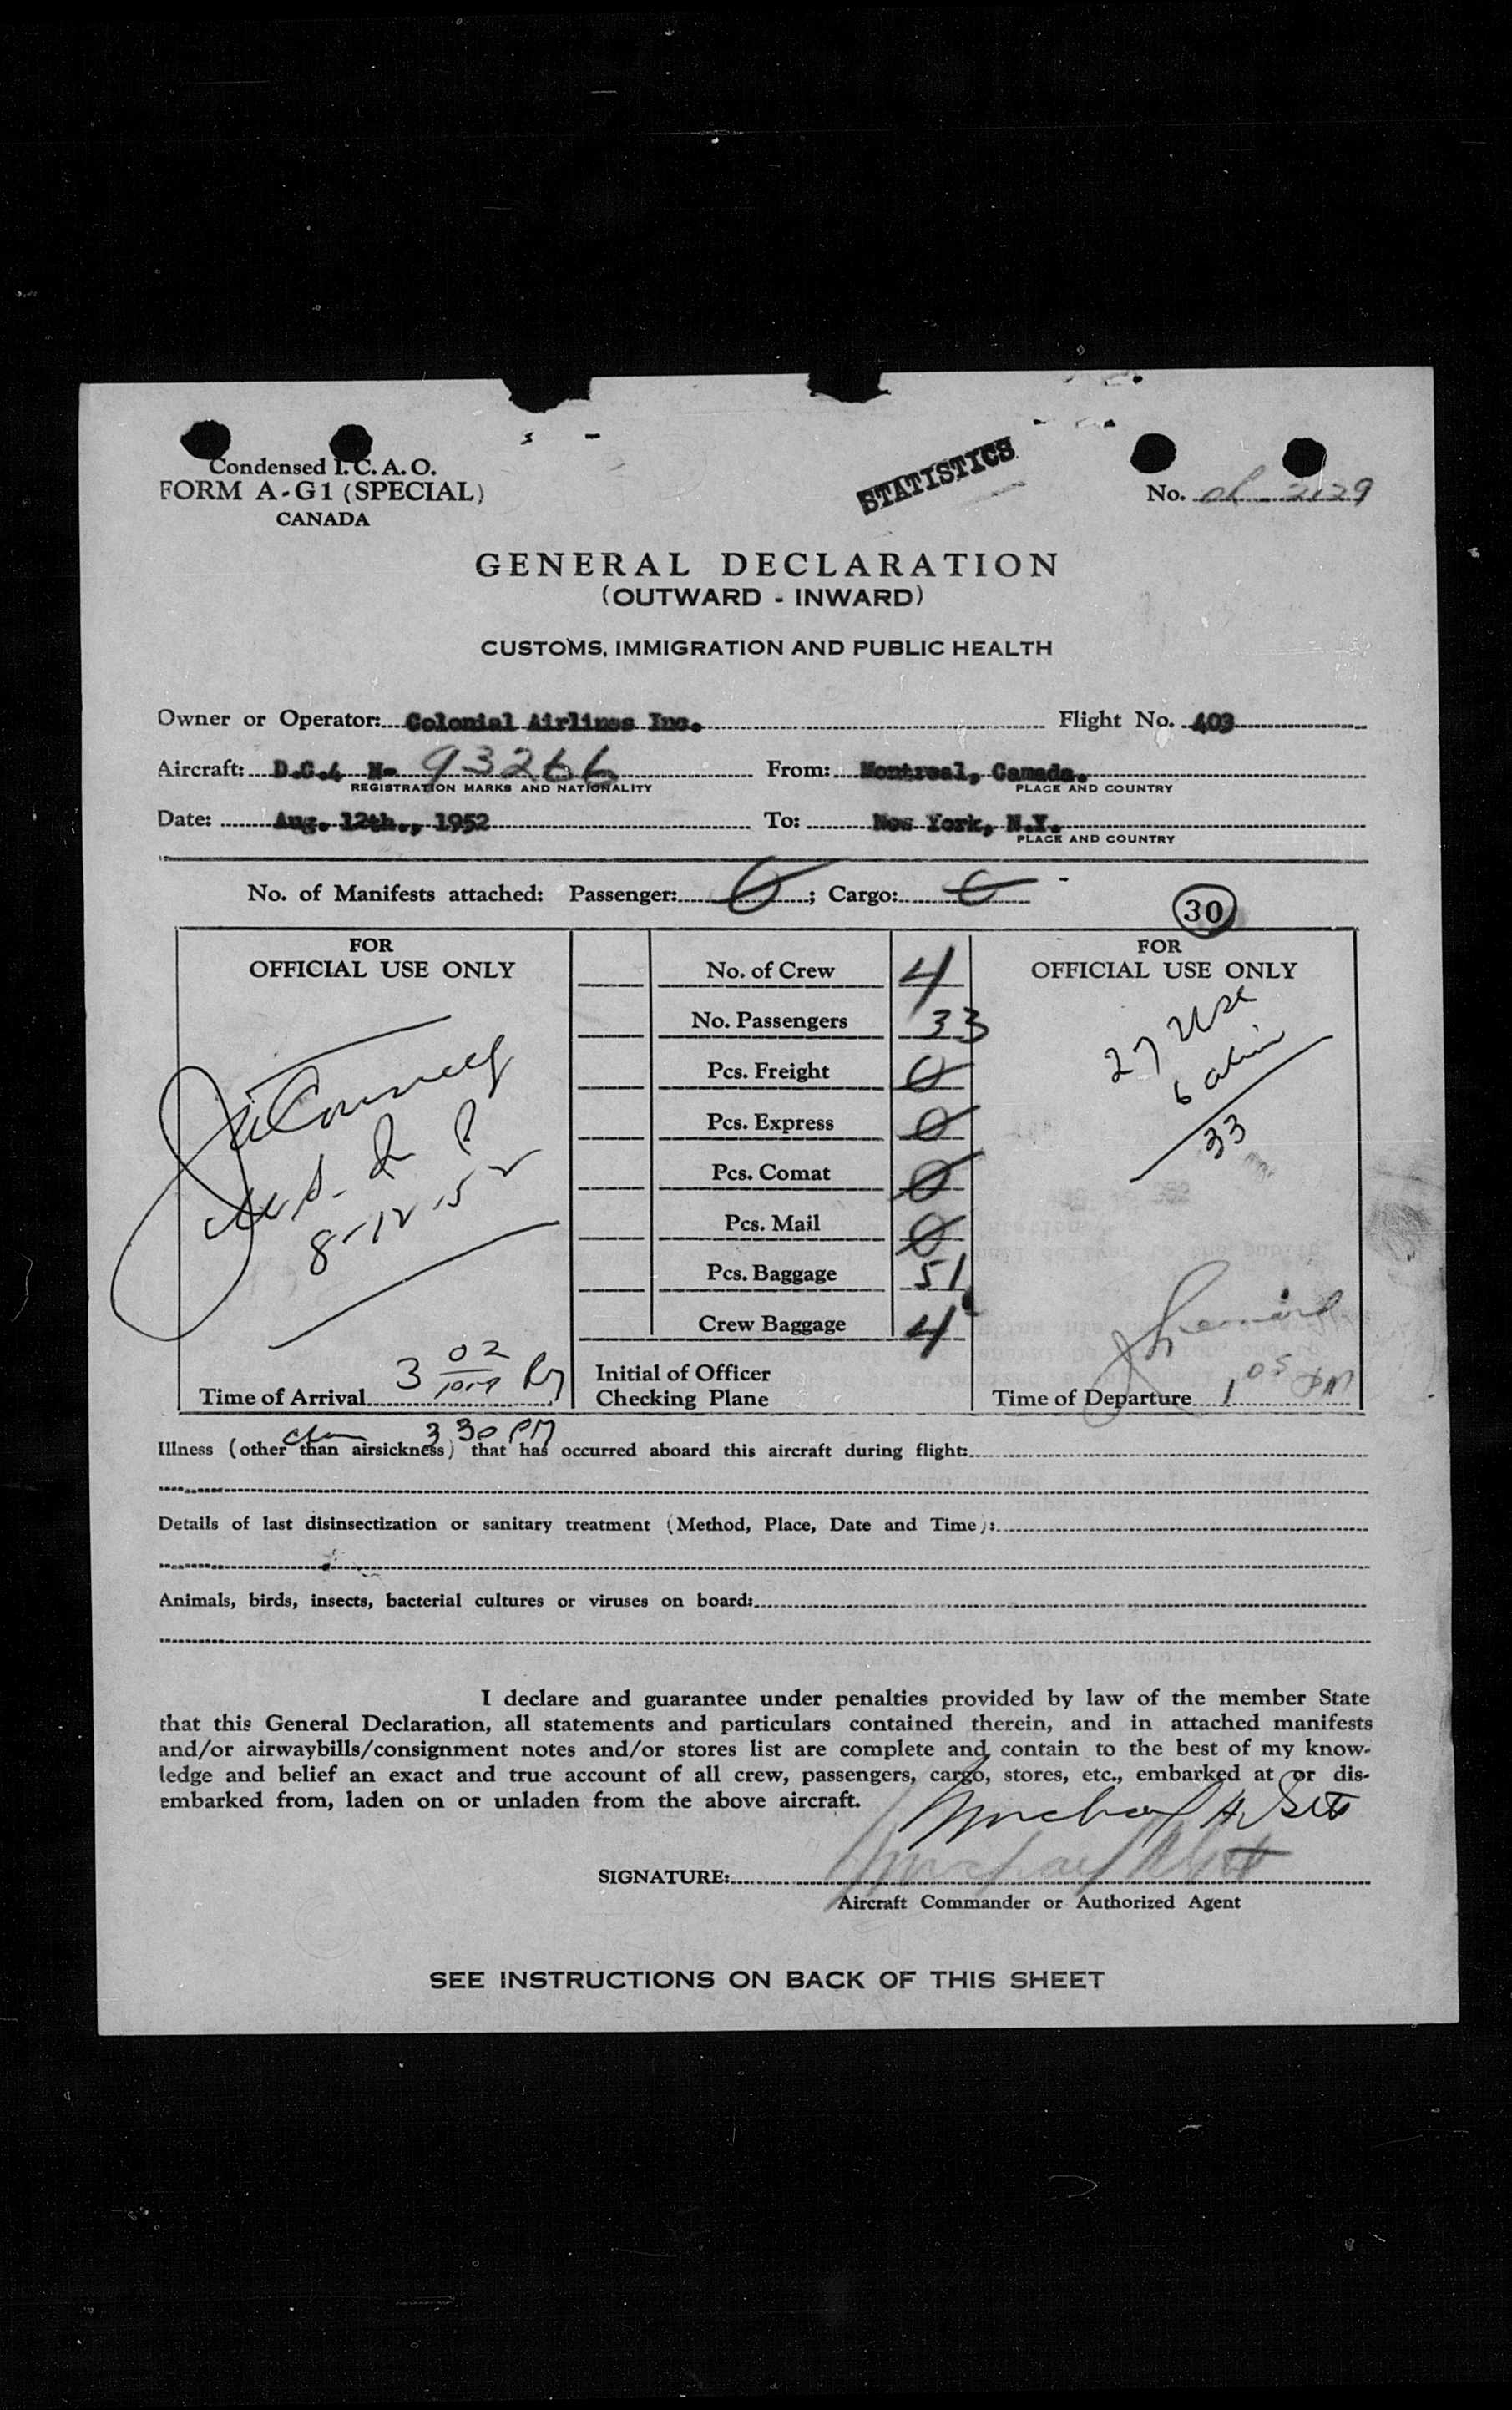 Condensed I. C. A. O.
FORM A-G1 (SPECIAL)
CANADA
STATISTICS
No. 2129
GENERAL DECLARATION
(OUTWARD - INWARD)
CUSTOMS, IMMIGRATION AND PUBLIC HEALTH
Owner or Operator: Colonial Airlines Inc. Flight No. 403
Aircraft: D.C.4 N- 93266 From: Montreal, Canada.
REGISTRATION MARKS AND NATIONALITY PLACE AND COUNTRY
Date: Aug. 12th., 1952 To: New York, N.Y.
PLACE AND COUNTRY
No. of Manifests attached: Passenger: 0; Cargo: 0
30
FOR
OFFICIAL USE ONLY
8-12-52
Time of Arrival 3 02
3 30 PM
No. of Crew 4
No. Passengers 33
Pcs. Freight 0
Pcs. Express 0
Pcs. Comat 0
Pcs. Mail 0
Pcs. Baggage 51
Crew Baggage 4
Initial of Officer
Checking Plane
FOR
OFFICIAL USE ONLY
27 USC
6 alien
33
Time of Departure 1 05 PM
Illness (other than airsickness) that has occurred aboard this aircraft during flight:
Details of last disinsectization or sanitary treatment (Method, Place, Date and Time):
Animals, birds, insects, bacterial cultures or viruses on board:
I declare and guarantee under penalties provided by law of the member State
that this General Declaration, all statements and particulars contained therein, and in attached manifests
and/or airwaybills/consignment notes and/or stores list are complete and contain to the best of my know-
ledge and belief an exact and true account of all crew, passengers, cargo, stores, etc., embarked at or dis-
embarked from, laden on or unladen from the above aircraft.
Michael
SIGNATURE: Michael
Aircraft Commander or Authorized Agent
SEE INSTRUCTIONS ON BACK OF THIS SHEET